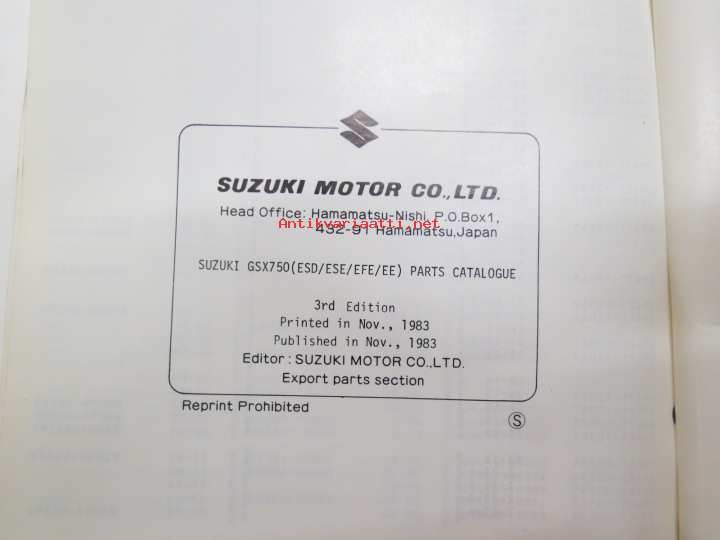 SUZUKI MOTOR CO.,LTD.
Head Office: Hamamatsu-Nishi, P.O.Box1,
Antikvariaatti.net
432-91 Hamamatsu,Japan
SUZUKI GSX750(ESD/ESE/EFE/EE) PARTS CATALOGUE
3rd Edition
Printed in Nov., 1983
Published in Nov., 1983
Editor : SUZUKI MOTOR CO.,LTD.
Export parts section
Reprint Prohibited
Ⓢ